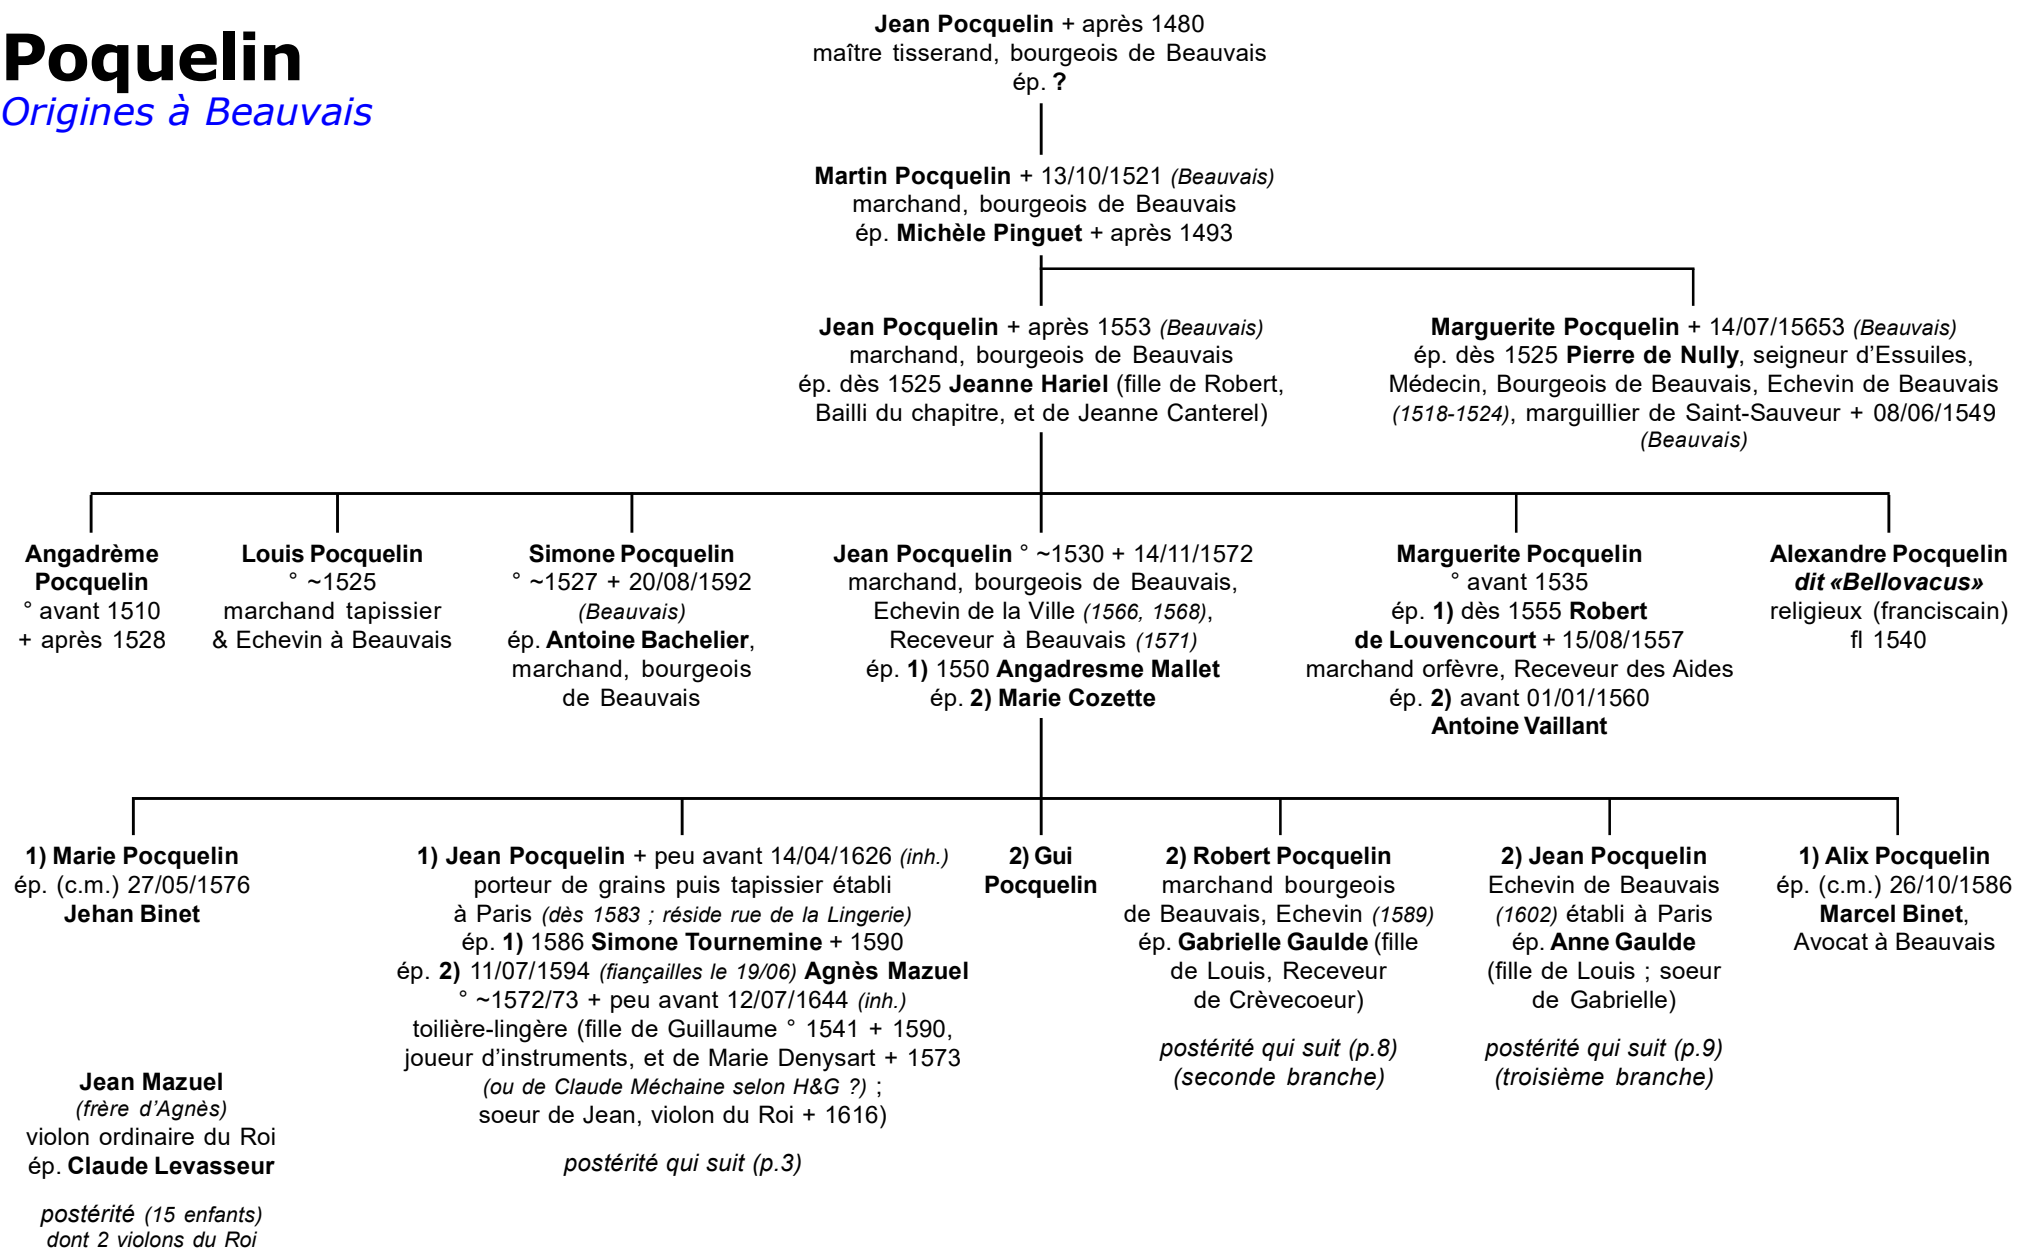 Poquelin
Origines à Beauvais
Jean Pocquelin + après 1480
maître tisserand, bourgeois de Beauvais
ép. ?
Martin Pocquelin + 13/10/1521 (Beauvais)
marchand, bourgeois de Beauvais
ép. Michèle Pinguet + après 1493
Jean Pocquelin + après 1553 (Beauvais)
marchand, bourgeois de Beauvais
ép. dès 1525 Jeanne Hariel (fille de Robert,
Bailli du chapitre, et de Jeanne Canterel)
Marguerite Pocquelin + 14/07/15653 (Beauvais)
ép. dès 1525 Pierre de Nully, seigneur d’Essuiles,
Médecin, Bourgeois de Beauvais, Echevin de Beauvais
(1518-1524), marguillier de Saint-Sauveur + 08/06/1549
(Beauvais)
Angadrème
Pocquelin
° avant 1510
+ après 1528
Louis Pocquelin
° ~1525
marchand tapissier
& Echevin à Beauvais
Simone Pocquelin
° ~1527 + 20/08/1592
(Beauvais)
ép. Antoine Bachelier,
marchand, bourgeois
de Beauvais
Jean Pocquelin ° ~1530 + 14/11/1572
marchand, bourgeois de Beauvais,
Echevin de la Ville (1566, 1568),
Receveur à Beauvais (1571)
ép. 1) 1550 Angadresme Mallet
ép. 2) Marie Cozette
Marguerite Pocquelin
° avant 1535
ép. 1) dès 1555 Robert
de Louvencourt + 15/08/1557
marchand orfèvre, Receveur des Aides
ép. 2) avant 01/01/1560
Antoine Vaillant
Alexandre Pocquelin
dit «Bellovacus»
religieux (franciscain)
fl 1540
1) Marie Pocquelin
ép. (c.m.) 27/05/1576
Jehan Binet
1) Jean Pocquelin + peu avant 14/04/1626 (inh.)
porteur de grains puis tapissier établi
à Paris (dès 1583 ; réside rue de la Lingerie)
ép. 1) 1586 Simone Tournemine + 1590
ép. 2) 11/07/1594 (fiançailles le 19/06) Agnès Mazuel
° ~1572/73 + peu avant 12/07/1644 (inh.)
toilière-lingère (fille de Guillaume ° 1541 + 1590,
joueur d’instruments, et de Marie Denysart + 1573
(ou de Claude Méchaine selon H&G ?) ;
soeur de Jean, violon du Roi + 1616)
postérité qui suit (p.3)
2) Gui
Pocquelin
2) Robert Pocquelin
marchand bourgeois
de Beauvais, Echevin (1589)
ép. Gabrielle Gaulde (fille
de Louis, Receveur
de Crèvecoeur)
postérité qui suit (p.8)
(seconde branche)
2) Jean Pocquelin
Echevin de Beauvais
(1602) établi à Paris
ép. Anne Gaulde
(fille de Louis ; soeur
de Gabrielle)
postérité qui suit (p.9)
(troisième branche)
1) Alix Pocquelin
ép. (c.m.) 26/10/1586
Marcel Binet,
Avocat à Beauvais
Jean Mazuel
(frère d’Agnès)
violon ordinaire du Roi
ép. Claude Levasseur
postérité (15 enfants)
dont 2 violons du Roi